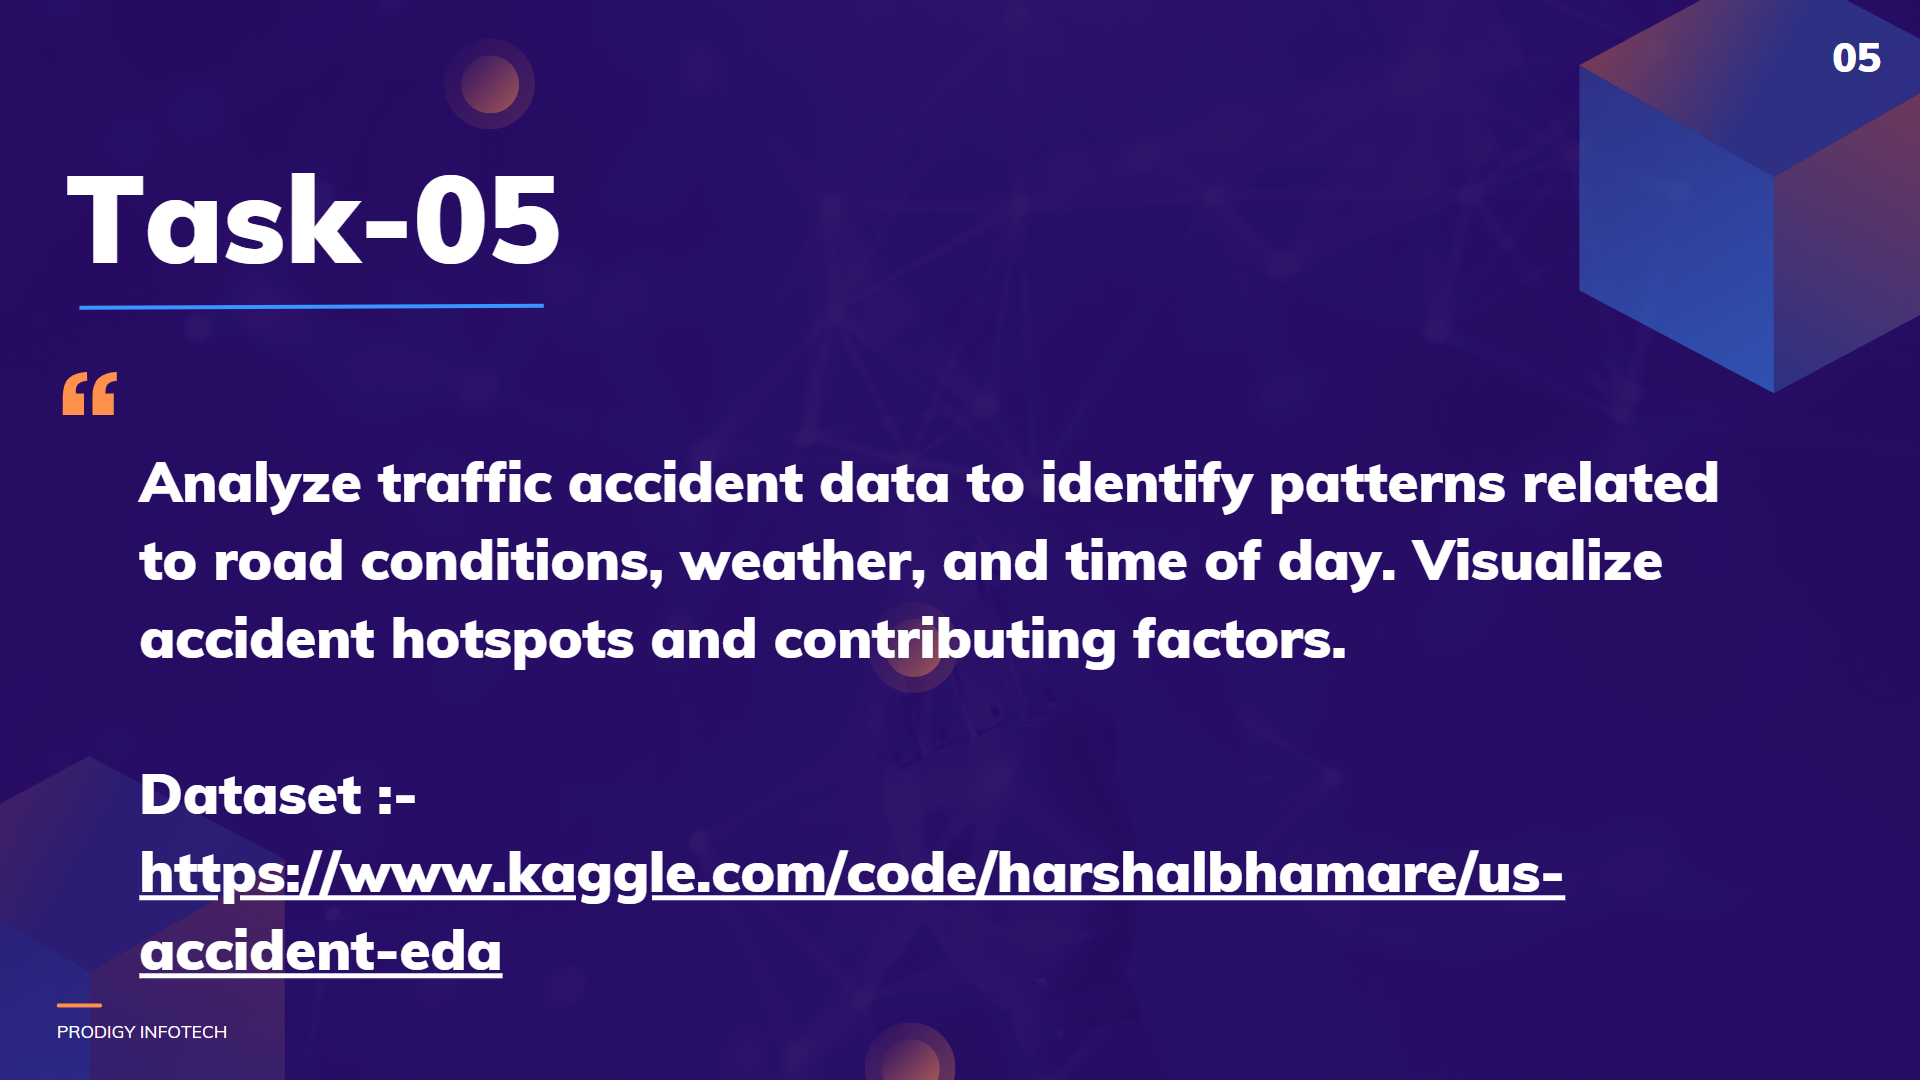 05
Task-05
“
Analyze traffic accident data to identify patterns related
to road conditions, weather, and time of day. Visualize
accident hotspots and contributing factors.
Dataset :-
https://www.kaggle.com/code/harshalbhamare/us-
accident-eda
PRODIGY INFOTECH